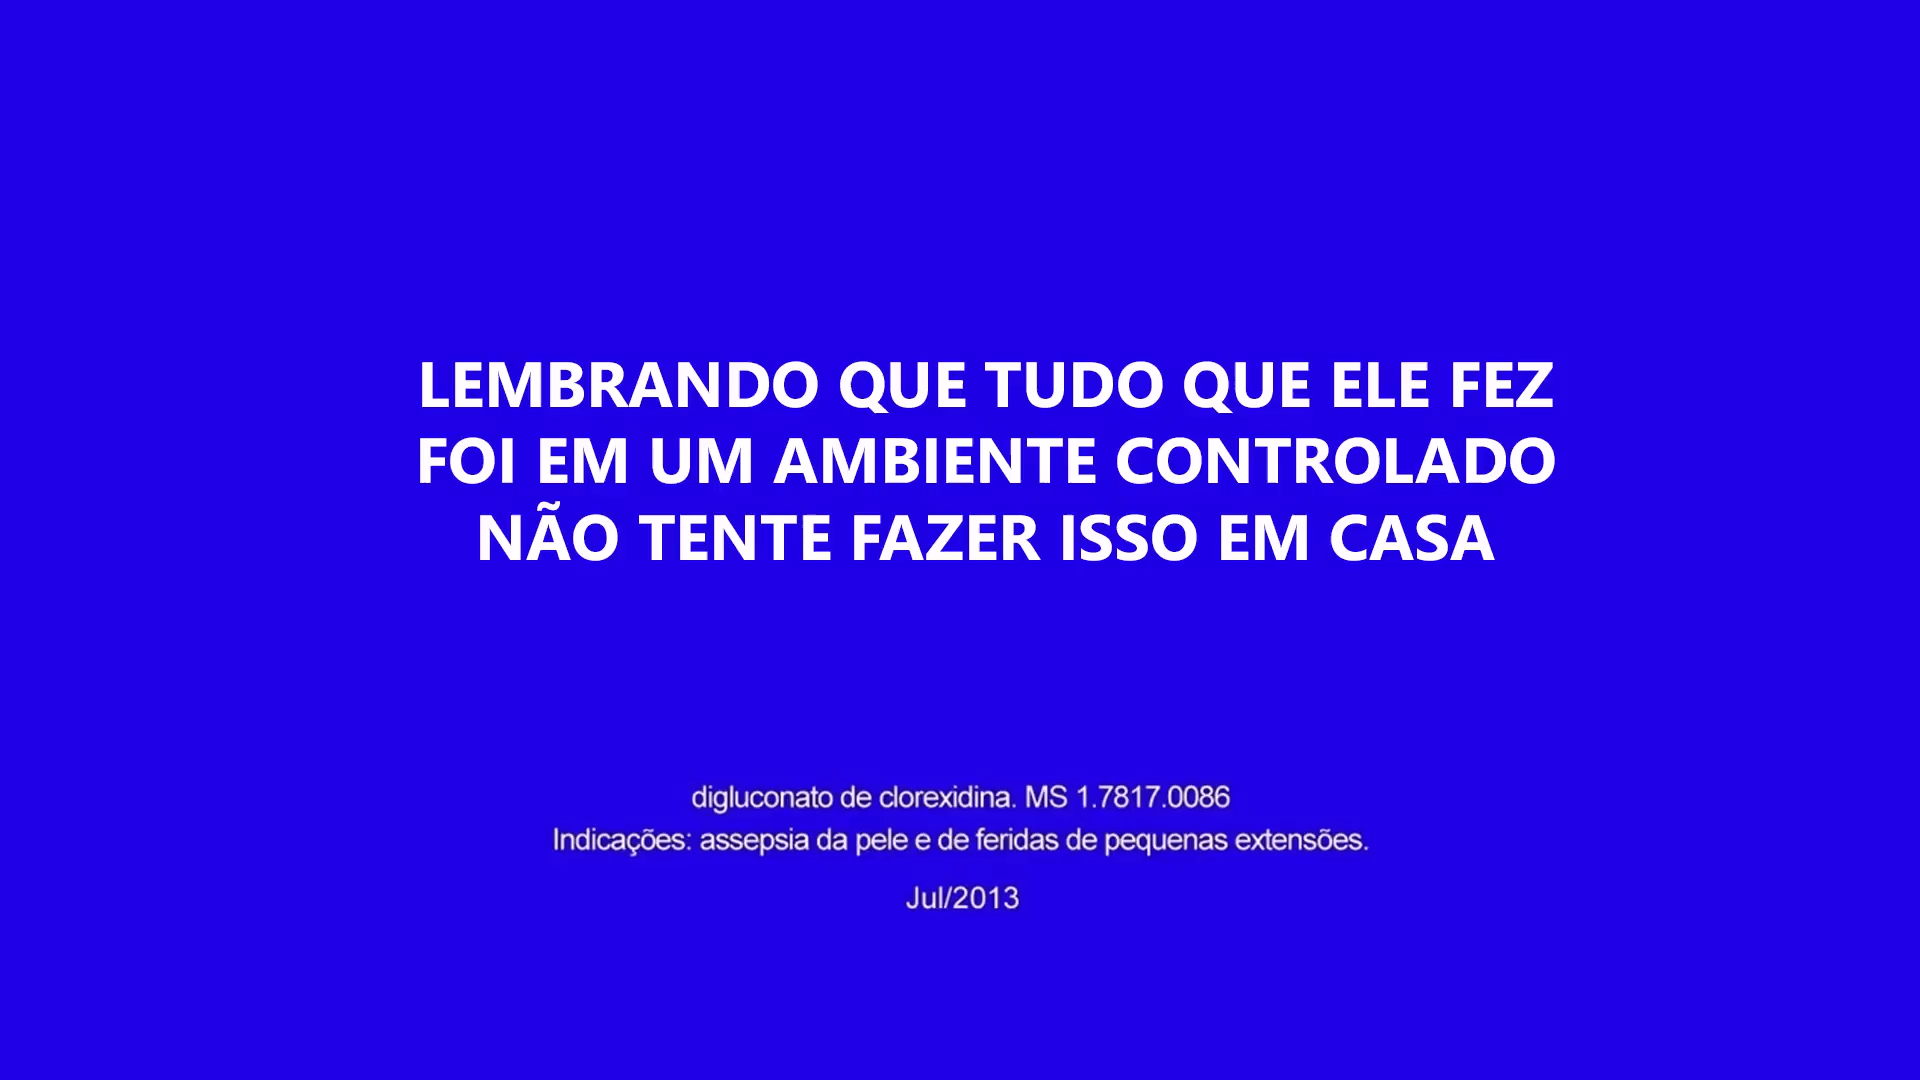 LEMBRANDO QUE TUDO QUE ELE FEZ
FOI EM UM AMBIENTE CONTROLADO
NÃO TENTE FAZER ISSO EM CASA
digluconato de clorexidina. MS 1.7817.0086
Indicações: assepsia da pele e de feridas de pequenas extensões.
Jul/2013